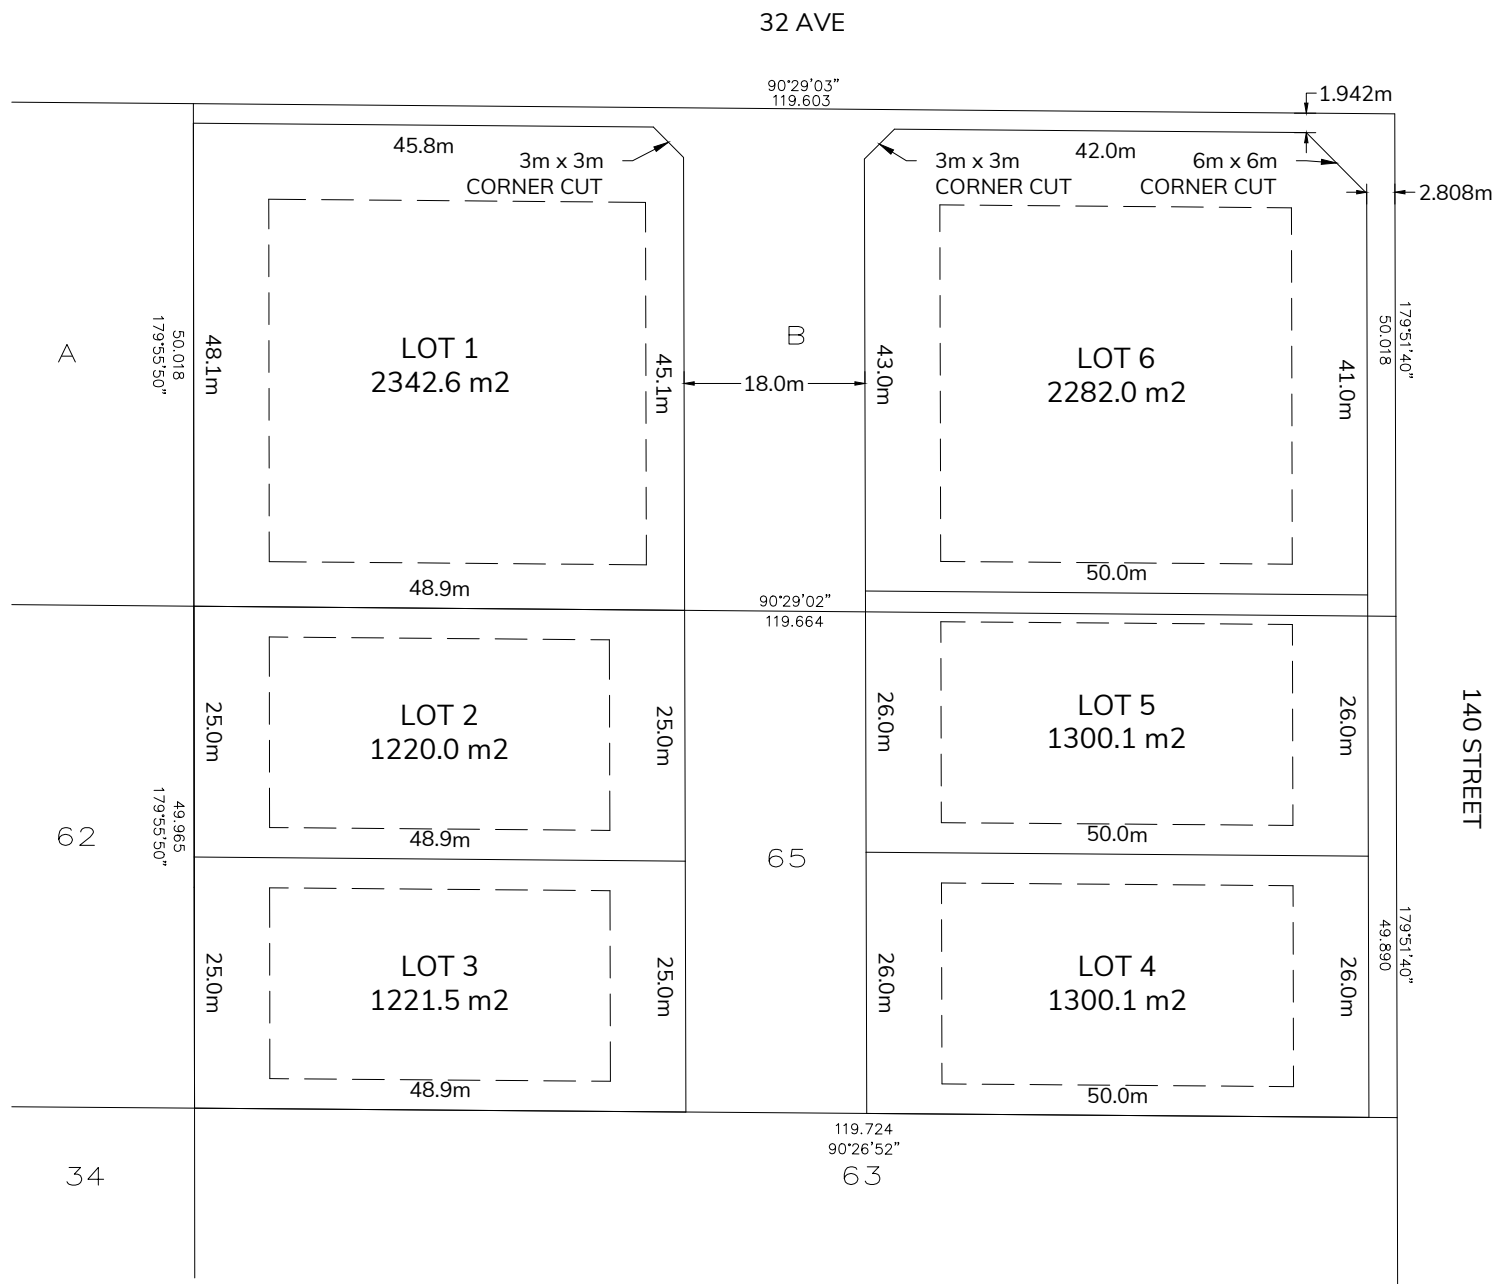 32 AVE
90°29'03"
119.603
1.942m
45.8m
3m x 3m
CORNER CUT
3m x 3m
CORNER CUT
42.0m
6m x 6m
CORNER CUT
2.808m
A
50.018
179°55'50"
48.1m
LOT 1
2342.6 m2
45.1m
18.0m
B
43.0m
LOT 6
2282.0 m2
41.0m
179°51'40"
50.018
48.9m
50.0m
90°29'02"
119.664
25.0m
LOT 2
1220.0 m2
25.0m
26.0m
LOT 5
1300.1 m2
26.0m
140 STREET
48.9m
50.0m
62
49.965
179°55'50"
65
25.0m
LOT 3
1221.5 m2
25.0m
26.0m
LOT 4
1300.1 m2
26.0m
179°51'40"
49.890
48.9m
50.0m
119.724
90°26'52"
34
63